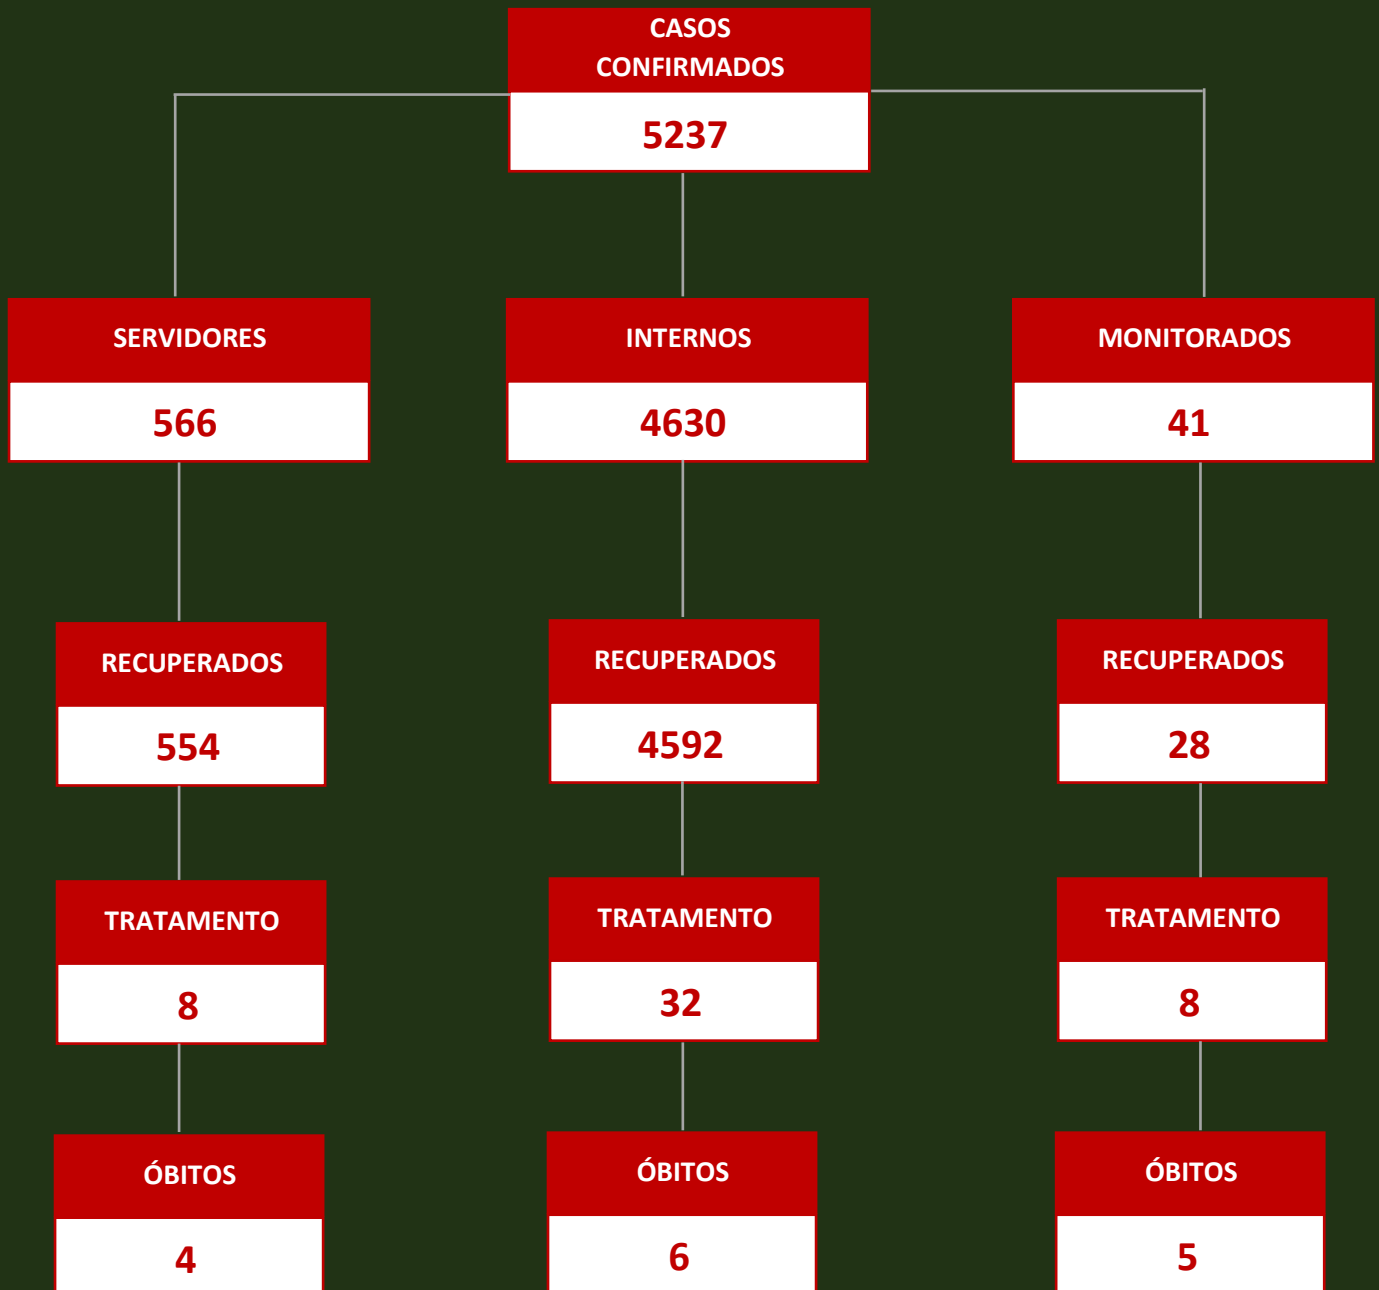 CASOS
CONFIRMADOS
5237
SERVIDORES
INTERNOS
MONITORADOS
566
4630
41
RECUPERADOS
RECUPERADOS
RECUPERADOS
554
4592
28
TRATAMENTO
TRATAMENTO
TRATAMENTO
8
32
8
ÓBITOS
ÓBITOS
ÓBITOS
4
6
5